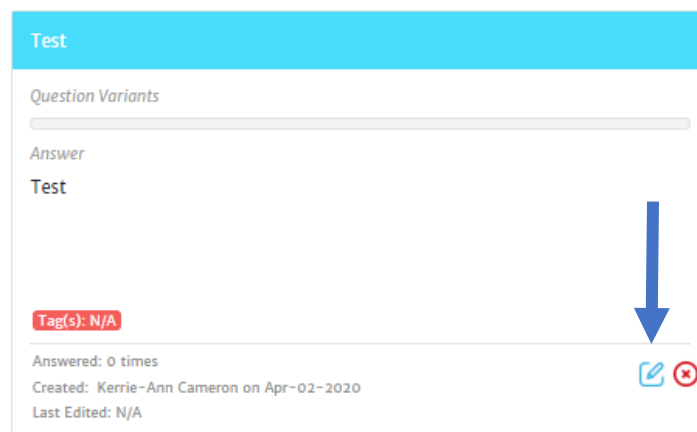 Test
Question Variants
Answer
Test
Tag(s): N/A
Answered: 0 times
Created: Kerrie-Ann Cameron on Apr-02-2020
Last Edited: N/A